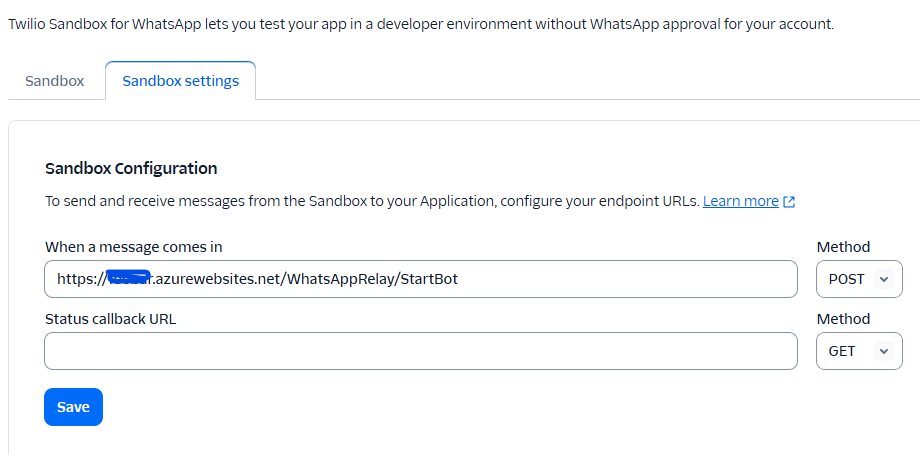 Twilio Sandbox for WhatsApp lets you test your app in a developer environment without WhatsApp approval for your account.
Sandbox
Sandbox settings
Sandbox Configuration
To send and receive messages from the Sandbox to your Application, configure your endpoint URLs. Learn more
When a message comes in
Method
https:// .azurewebsites.net/WhatsAppRelay/StartBot
POST
Status callback URL
Method
GET
Save